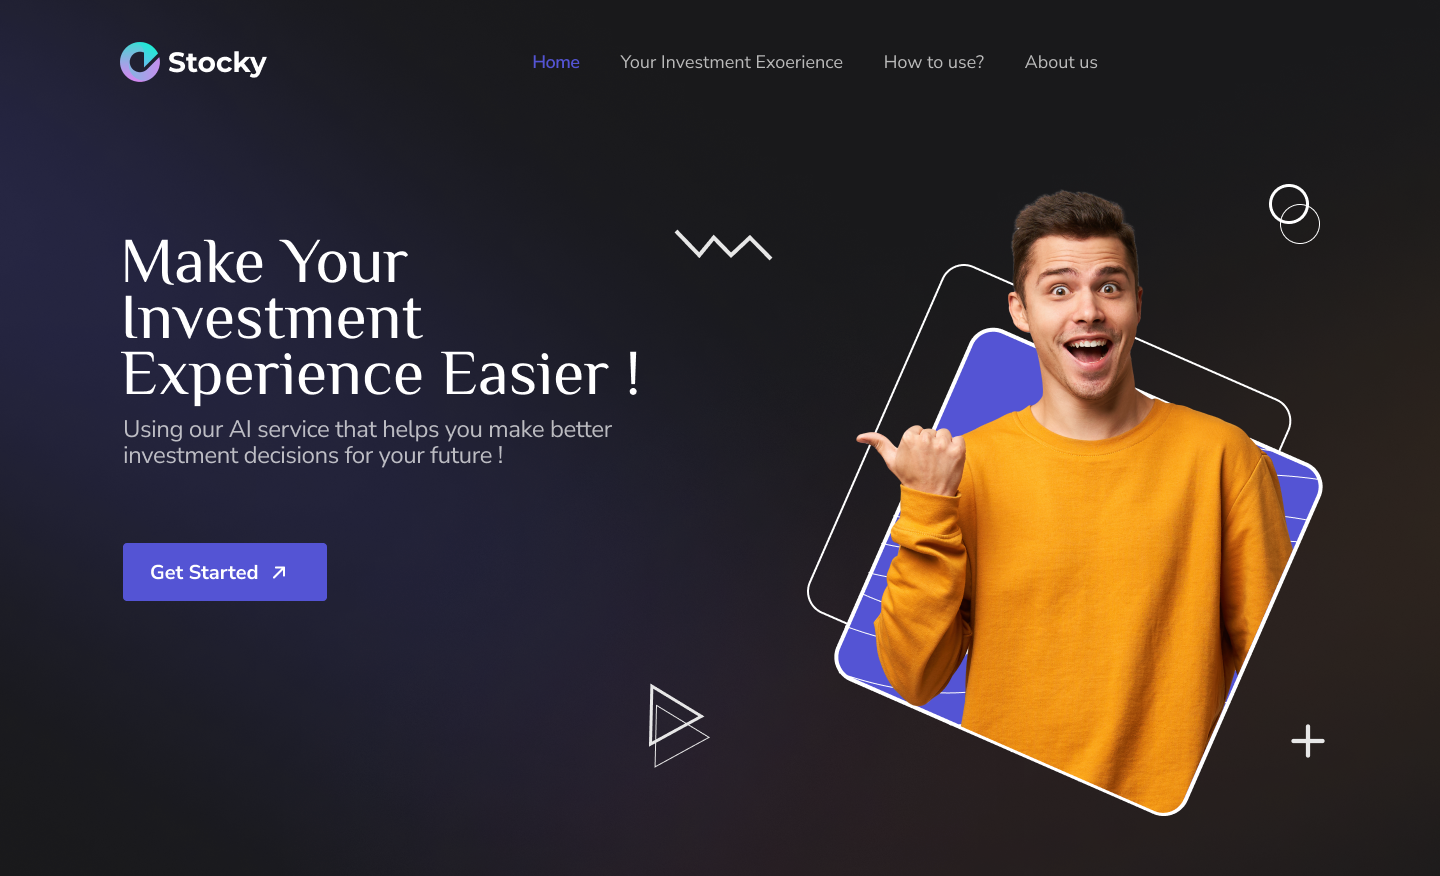 Stocky
Home
Your Investment Exoerience
How to use?
About us
Make Your
Investment
Experience Easier !
Using our AI service that helps you make better
investment decisions for your future !
Get Started